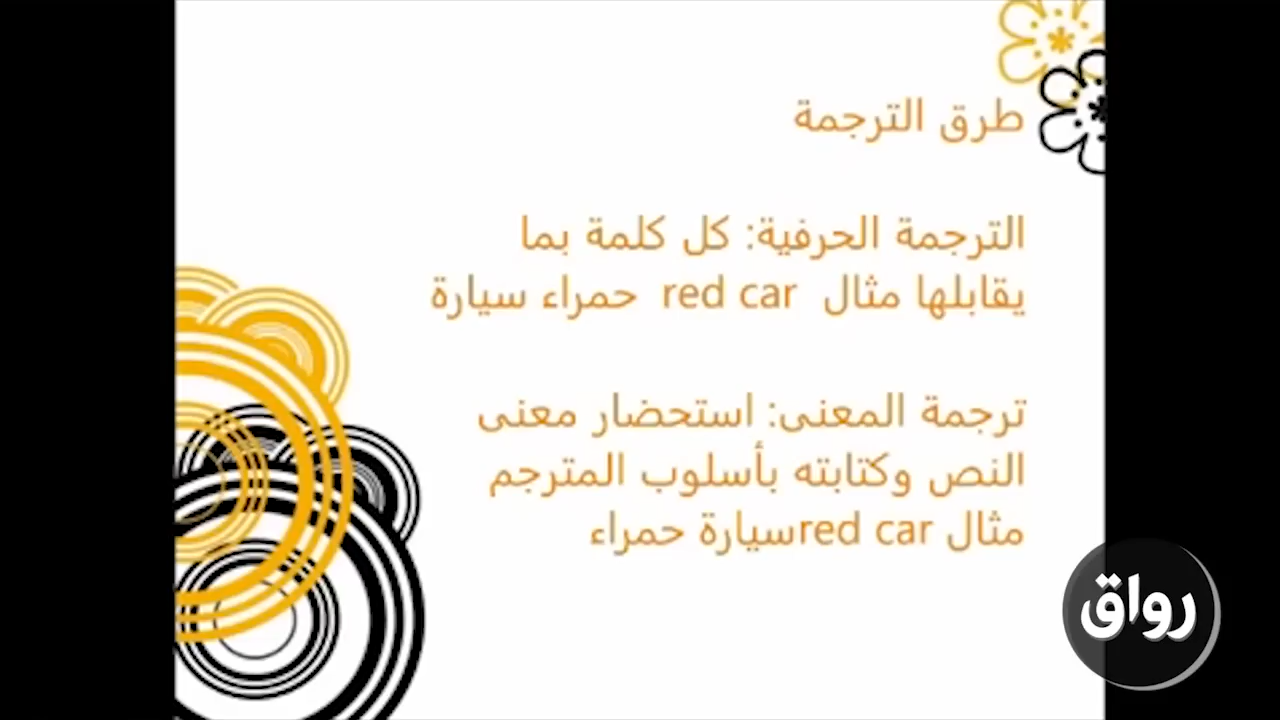 طرق الترجمة
الترجمة الحرفية: كل كلمة بما
يقابلها مثال red car حمراء سيارة
ترجمة المعنى: استحضار معنى
النص وكتابته بأسلوب المترجم
مثال red carسيارة حمراء
رواق